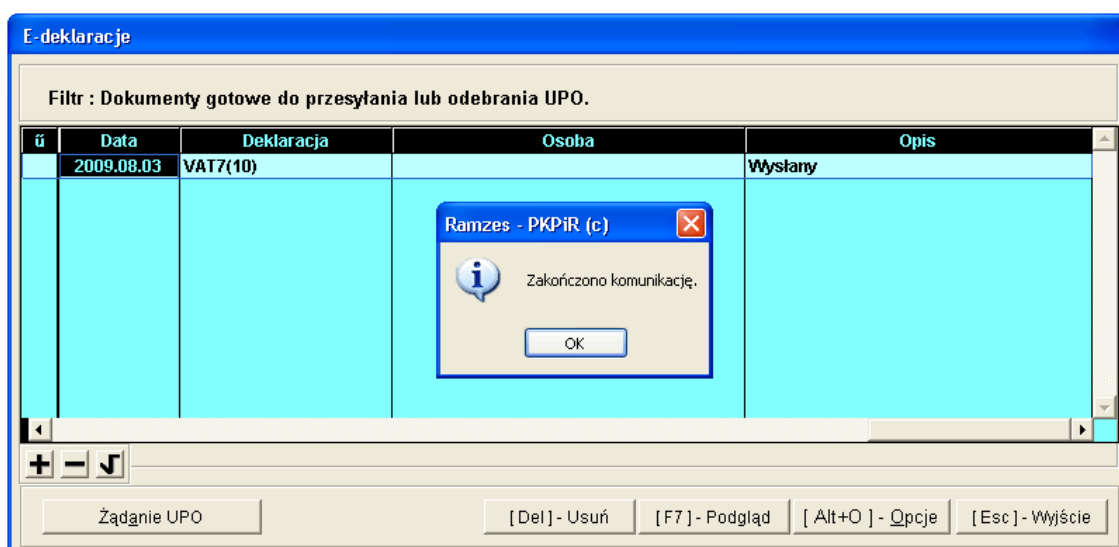 E-deklaracje
Filtr : Dokumenty gotowe do przesyłania lub odebrania UPO.
ű Data Deklaracja Osoba Opis
2009.08.03 VAT7(10) Wysłany
Ramzes - PKPiR (c)
Zakończono komunikację.
OK
Żądanie UPO [Del] - Usuń [F7] - Podgląd [ Alt+O ] - Opcje [Esc] - Wyjście